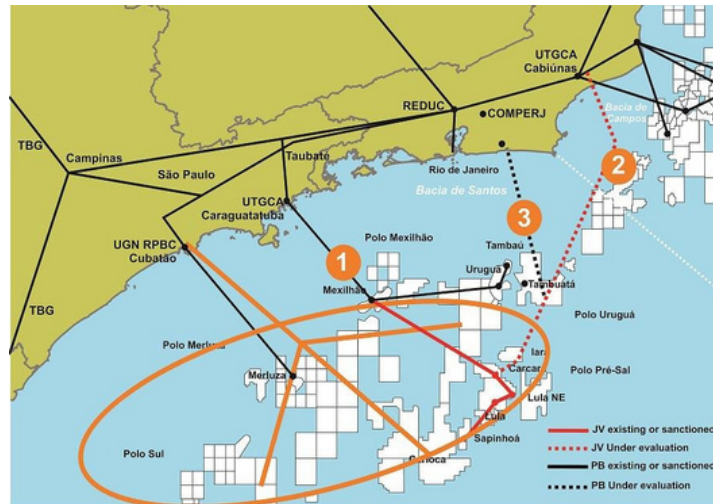 UTGCA
Cabiúnas
Bacia de
Campos
REDUC
COMPERJ
TBG
Campinas
São Paulo
Taubaté
Rio de Janeiro
Bacia de Santos
2
UTGCA
Caraguatatuba
3
UGN RPBC
Cubatão
Polo Mexilhão
Tambaú
1
Uruguá
Mexilhão
Tambuatá
TBG
Polo Uruguá
Polo Merluza
Iara
Carcar
Polo Pré-Sal
Merluza
Lula NE
Lula
Sapinhoá
Polo Sul
Carioca
JV existing or sanctioned
JV Under evaluation
PB existing or sanctioned
PB Under evaluation